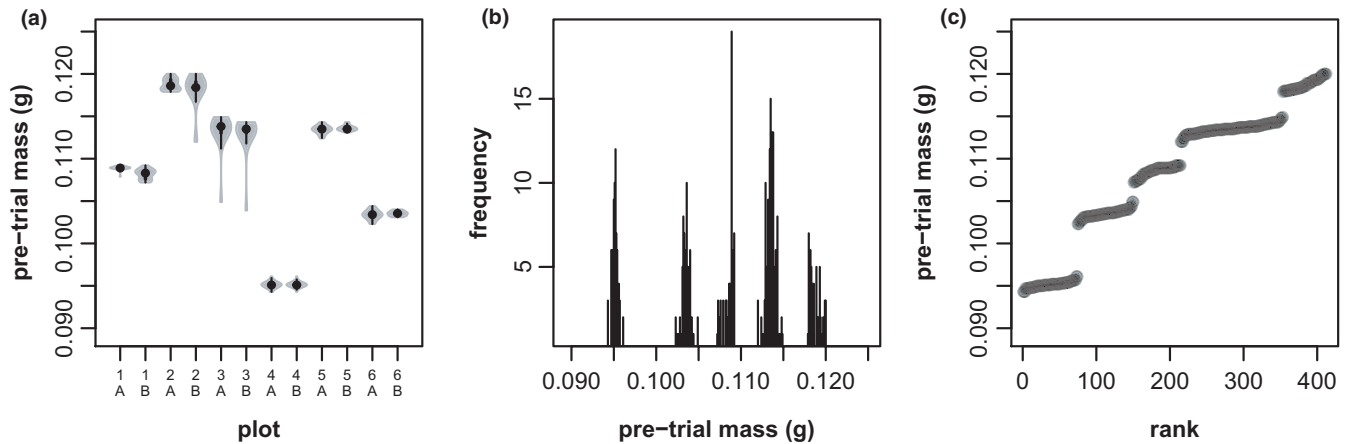 (a)
pre−trial mass (g)
0.120
0.110
0.100
0.090
1 1 2 2 3 3 4 4 5 5 6 6
A B A B A B A B A B A B
plot
(b)
frequency
15
10
5
0.090 0.100 0.110 0.120
pre−trial mass (g)
(c)
pre−trial mass (g)
0.120
0.110
0.100
0.090
0 100 200 300 400
rank